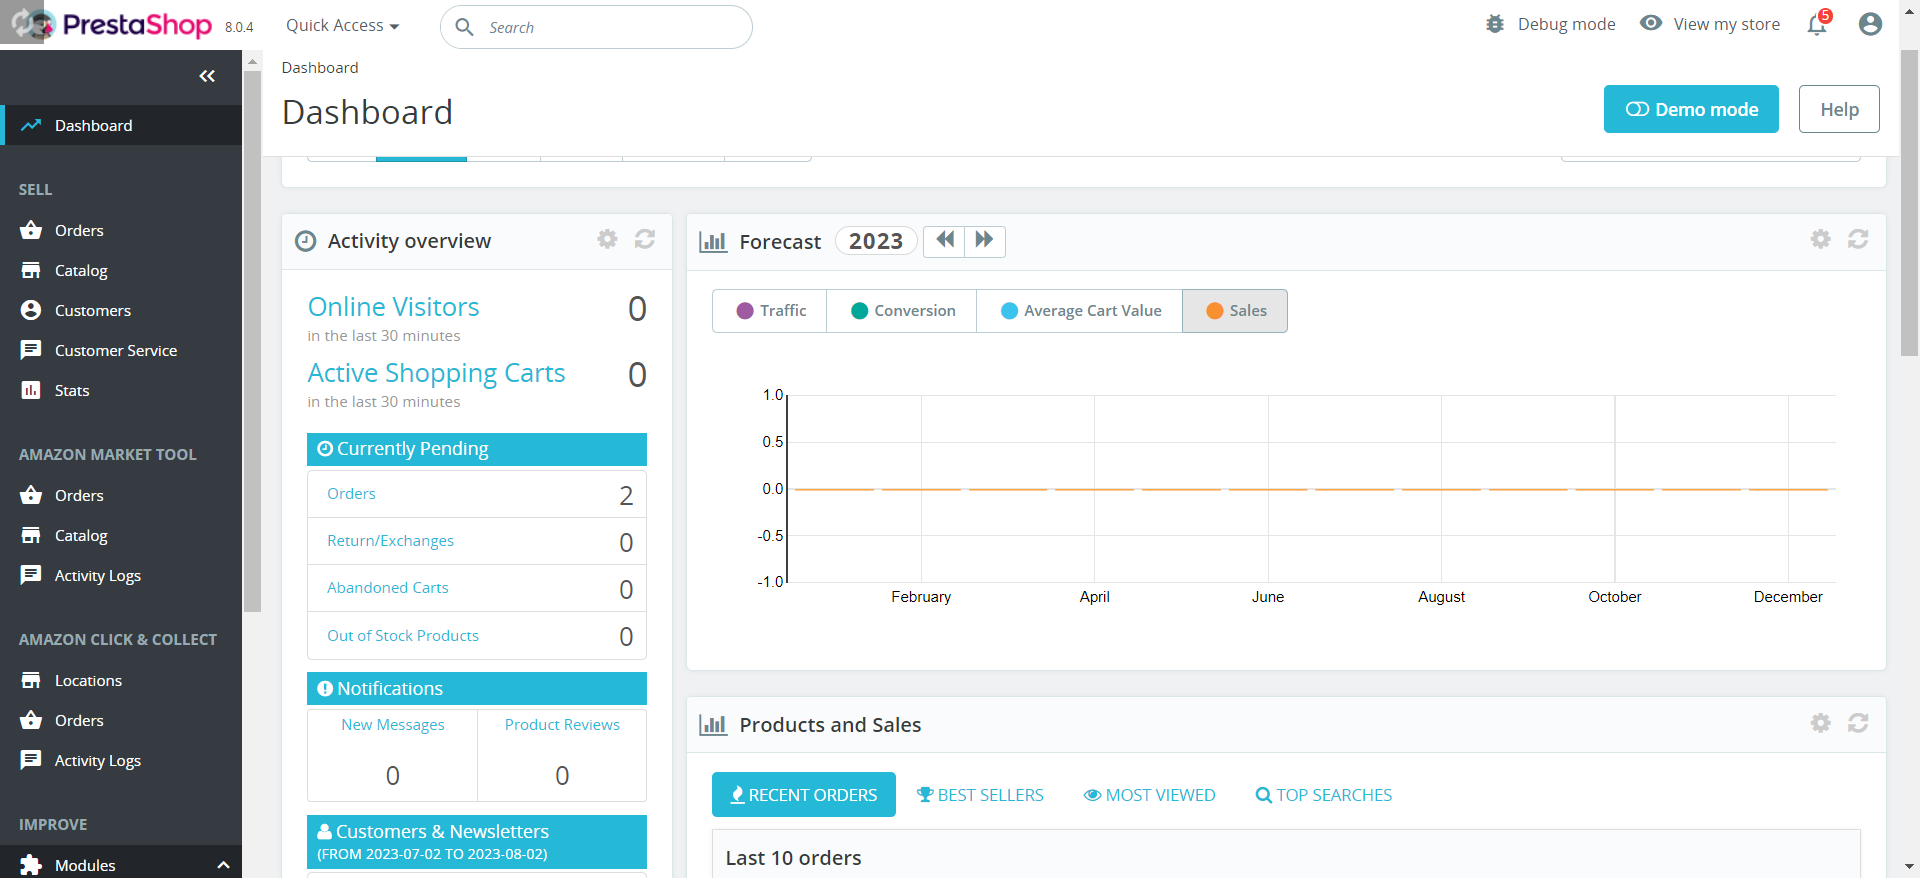 PrestaShop 8.0.4
Quick Access
Search
Debug mode
View my store
5
Dashboard
Dashboard
Demo mode
Help
Dashboard
SELL
Orders
Catalog
Customers
Customer Service
Stats
AMAZON MARKET TOOL
Orders
Catalog
Activity Logs
AMAZON CLICK & COLLECT
Locations
Orders
Activity Logs
IMPROVE
Modules
Activity overview
Online Visitors 0
in the last 30 minutes
Active Shopping Carts 0
in the last 30 minutes
Currently Pending
Orders 2
Return/Exchanges 0
Abandoned Carts 0
Out of Stock Products 0
Notifications
New Messages Product Reviews
0 0
Customers & Newsletters
(FROM 2023-07-02 TO 2023-08-02)
Forecast 2023
Traffic Conversion Average Cart Value Sales
1.0
0.5
0.0
-0.5
-1.0
February April June August October December
Products and Sales
RECENT ORDERS BEST SELLERS MOST VIEWED TOP SEARCHES
Last 10 orders